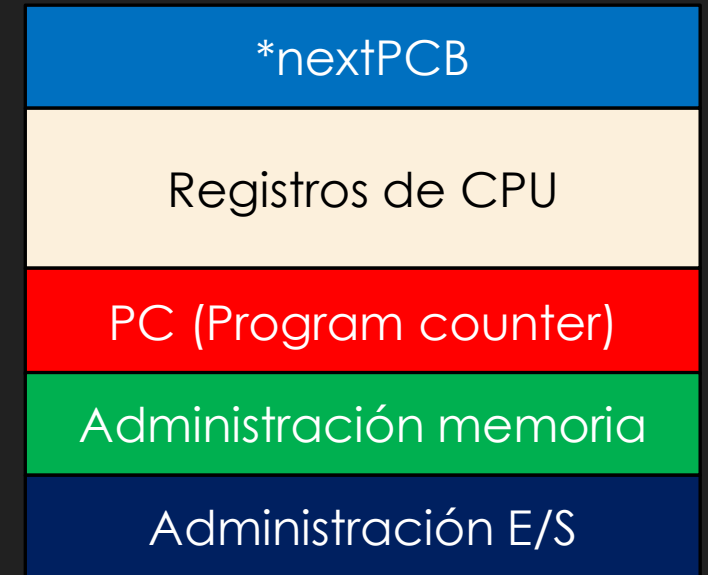 *nextPCB
Registros de CPU
PC (Program counter)
Administración memoria
Administración E/S